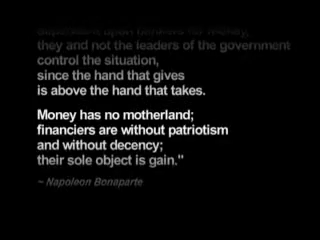 they and not the leaders of the government
control the situation,
since the hand that gives
is above the hand that takes.
Money has no motherland;
financiers are without patriotism
and without decency;
their sole object is gain."
~ Napoleon Bonaparte